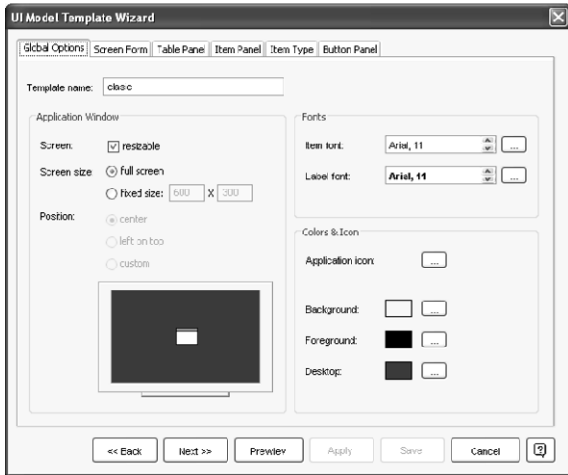 UI Model Template Wizard
Global Options Screen Form Table Panel Item Panel Item Type Button Panel
Template name: clasic
Application Window
Screen: resizable
Screen size full screen
fixed size: 600 X 300
Position: center
left on top
custom
Fonts
Item font: Arial, 11 ...
Label font: Arial, 11 ...
Colors & Icon
Application icon: ...
Background: ...
Foreground: ...
Desktop: ...
<< Back Next >> Preview Apply Save Cancel ?